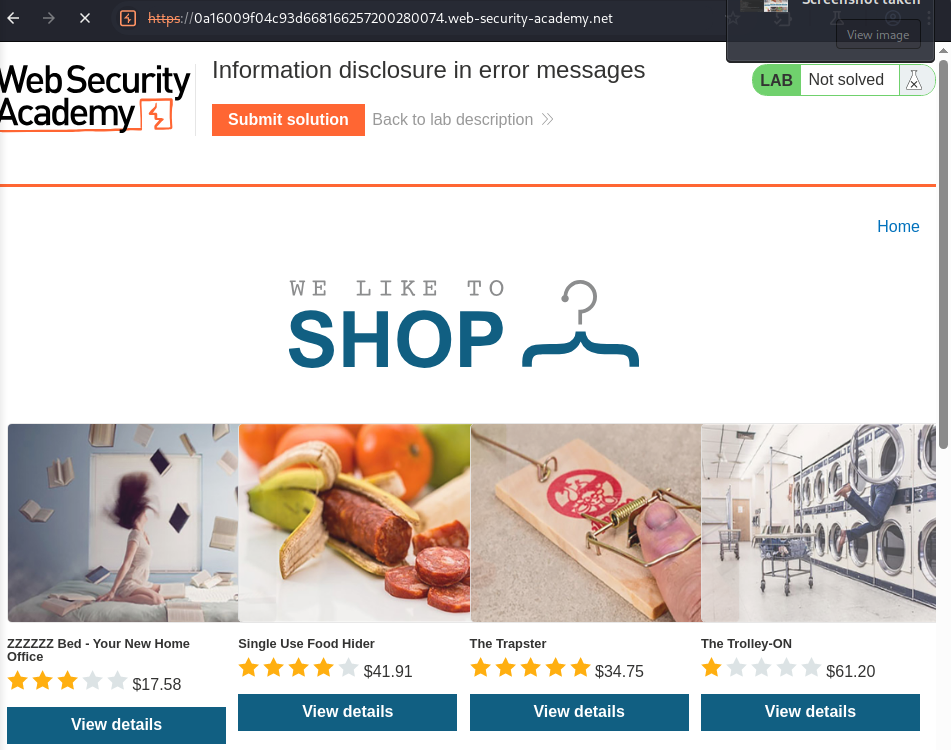 https://0a16009f04c93d668166257200280074.web-security-academy.net
Screenshot taken
View image
Web Security
Academy
Information disclosure in error messages
LAB Not solved
Submit solution Back to lab description
Home
WE LIKE TO
SHOP
ZZZZZZ Bed - Your New Home
Office
$17.58
View details
Single Use Food Hider
$41.91
View details
The Trapster
$34.75
View details
The Trolley-ON
$61.20
View details